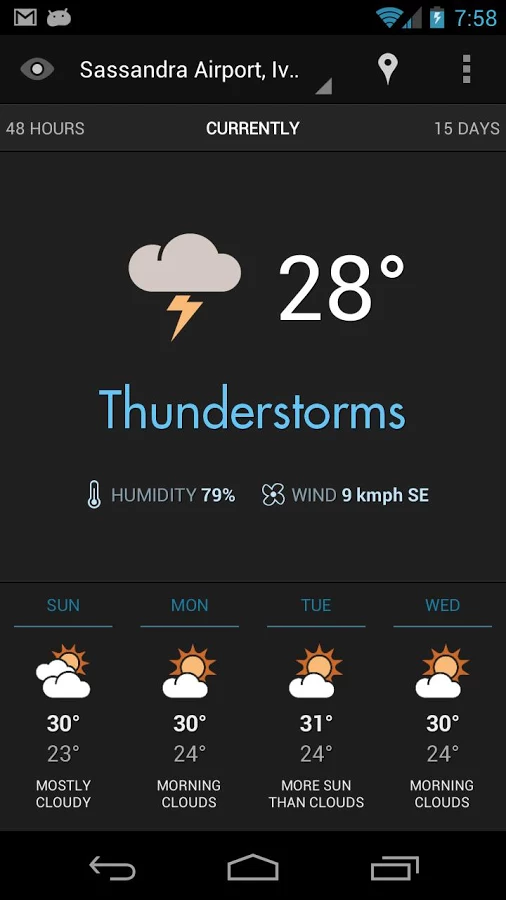 7:58
Sassandra Airport, Iv..
48 HOURS CURRENTLY 15 DAYS
28°
Thunderstorms
HUMIDITY 79% WIND 9 kmph SE
SUN MON TUE WED
30° 30° 31° 30°
23° 24° 24° 24°
MOSTLY MORNING MORE SUN MORNING
CLOUDY CLOUDS THAN CLOUDS CLOUDS